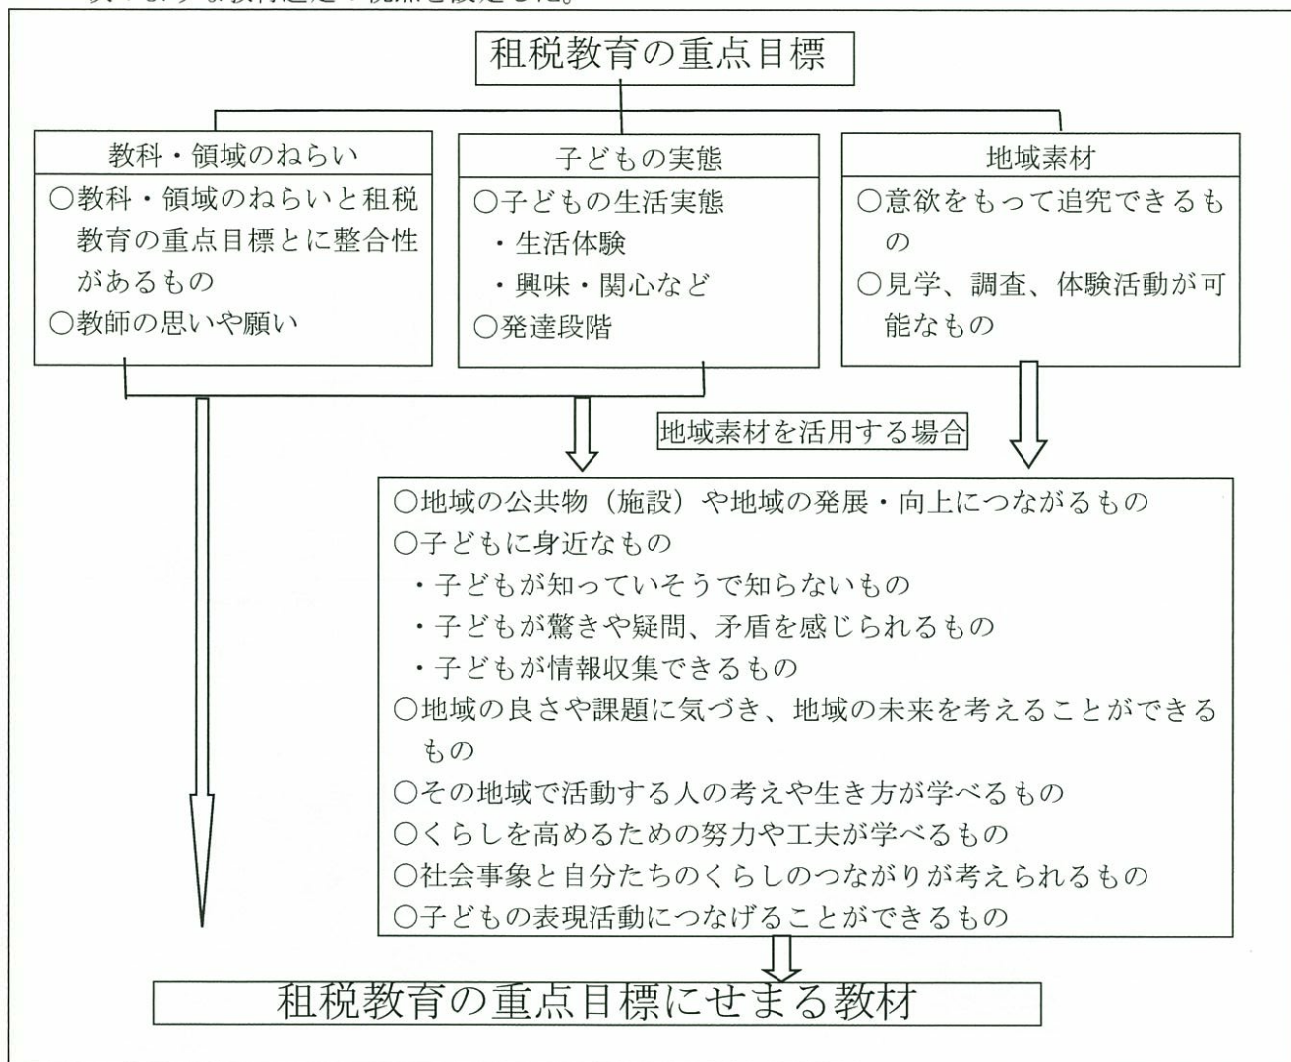 租税教育の重点目標
教科・領域のねらい
○教科・領域のねらいと租税
教育の重点目標とに整合性
があるもの
○教師の思いや願い
子どもの実態
○子どもの生活実態
・生活体験
・興味・関心など
○発達段階
地域素材
○意欲をもって追究できるも
の
○見学、調査、体験活動が可
能なもの
地域素材を活用する場合
○地域の公共物（施設）や地域の発展・向上につながるもの
○子どもに身近なもの
・子どもが知っていそうで知らないもの
・子どもが驚きや疑問、矛盾を感じられるもの
・子どもが情報収集できるもの
○地域の良さや課題に気づき、地域の未来を考えることができる
もの
○その地域で活動する人の考えや生き方が学べるもの
○くらしを高めるための努力や工夫が学べるもの
○社会事象と自分たちのくらしのつながりが考えられるもの
○子どもの表現活動につなげることができるもの
租税教育の重点目標にせまる教材